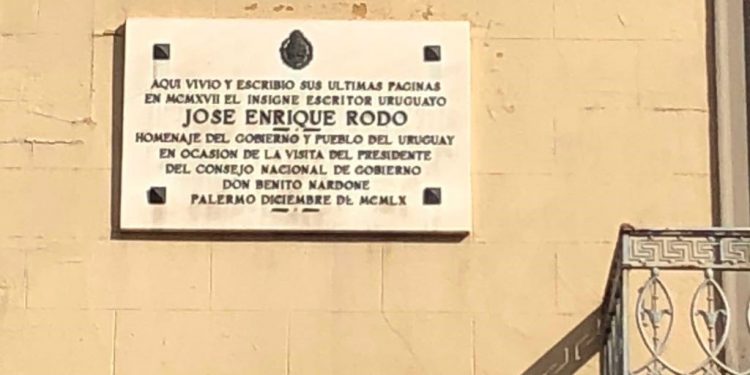 AQUI VIVIO Y ESCRIBIO SUS ULTIMAS PAGINAS
EN MCMXVII EL INSIGNE ESCRITOR URUGUAYO
JOSE ENRIQUE RODO
HOMENAJE DEL GOBIERNO Y PUEBLO DEL URUGUAY
EN OCASION DE LA VISITA DEL PRESIDENTE
DEL CONSEJO NACIONAL DE GOBIERNO
DON BENITO NARDONE
PALERMO DICIEMBRE DE MCMLX